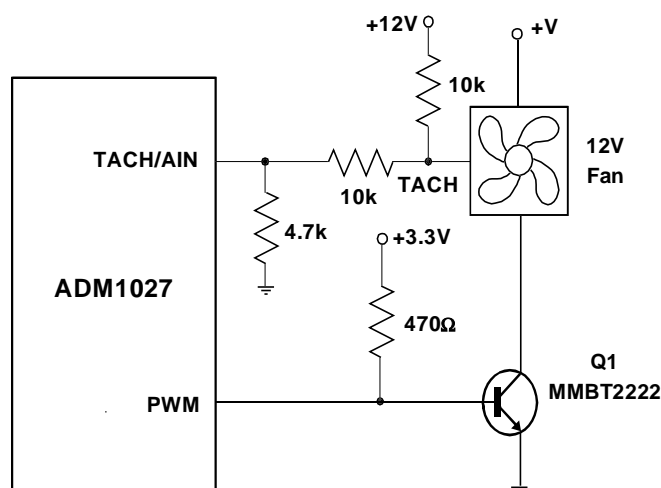 +12V
+V
10k
TACH/AIN
12V
Fan
10k
TACH
4.7k
+3.3V
ADM1027
470Ω
Q1
MMBT2222
PWM